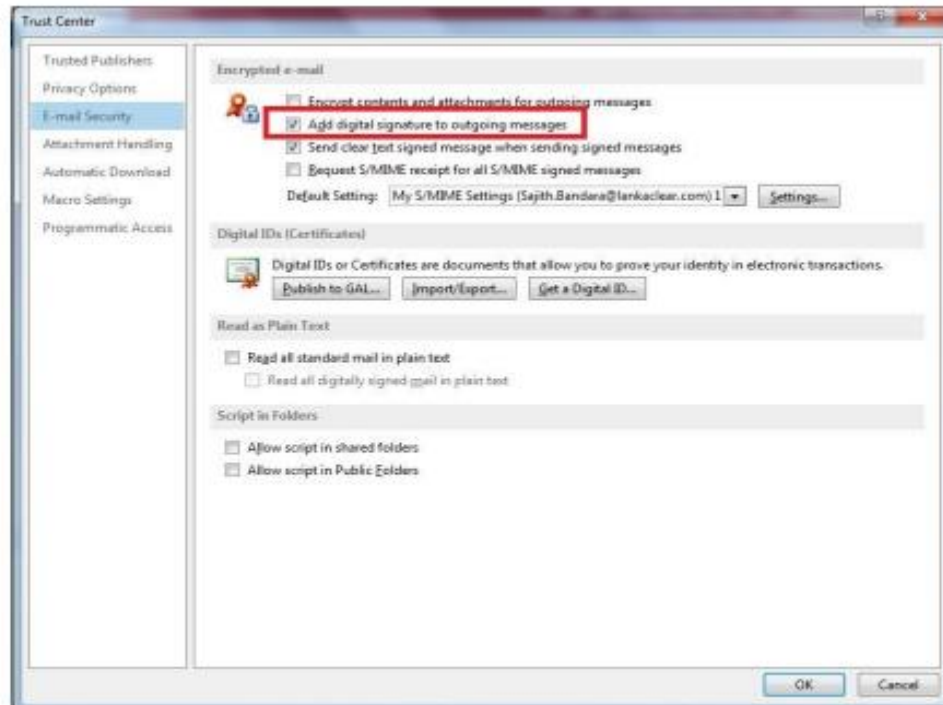 Trust Center
Trusted Publishers
Privacy Options
E-mail Security
Attachment Handling
Automatic Download
Macro Settings
Programmatic Access
Encrypted e-mail
Encrypt contents and attachments for outgoing messages
Add digital signature to outgoing messages
Send clear text signed message when sending signed messages
Request S/MIME receipt for all S/MIME signed messages
Default Setting: My S/MIME Settings (Sajith.Bandara@lankaclear.com) 1 Settings...
Digital IDs (Certificates)
Digital IDs or Certificates are documents that allow you to prove your identity in electronic transactions.
Publish to GAL... Import/Export... Get a Digital ID...
Read as Plain Text
Read all standard mail in plain text
Read all digitally signed mail in plain text
Script in Folders
Allow script in shared folders
Allow script in Public Folders
OK Cancel